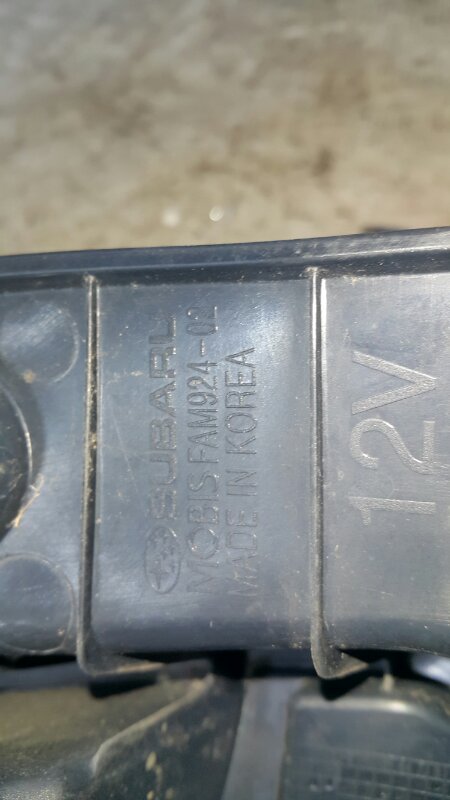 SUBARU
MOBIS FAM924-02
MADE IN KOREA
12V